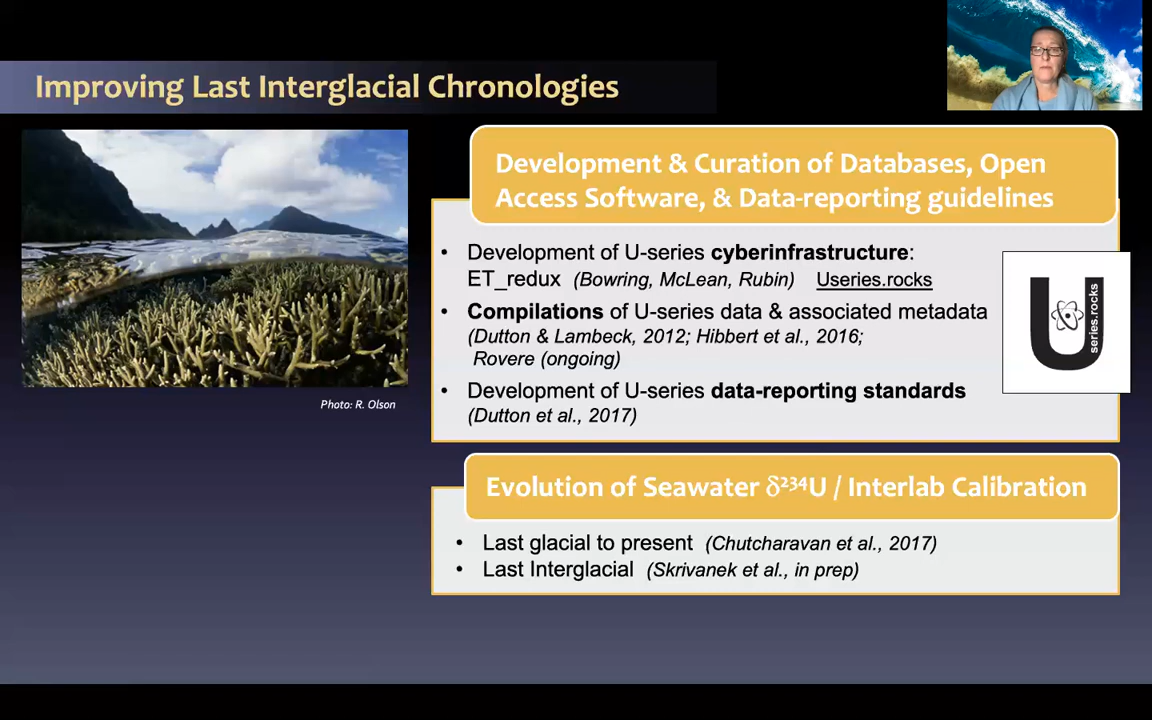 Improving Last Interglacial Chronologies
Photo: R. Olson
Development & Curation of Databases, Open
Access Software, & Data-reporting guidelines
• Development of U-series cyberinfrastructure:
ET_redux (Bowring, McLean, Rubin) Useries.rocks
• Compilations of U-series data & associated metadata
(Dutton & Lambeck, 2012; Hibbert et al., 2016;
Rovere (ongoing)
• Development of U-series data-reporting standards
(Dutton et al., 2017)
U series.rocks
Evolution of Seawater δ²³⁴U / Interlab Calibration
• Last glacial to present (Chutcharavan et al., 2017)
• Last Interglacial (Skrivanek et al., in prep)